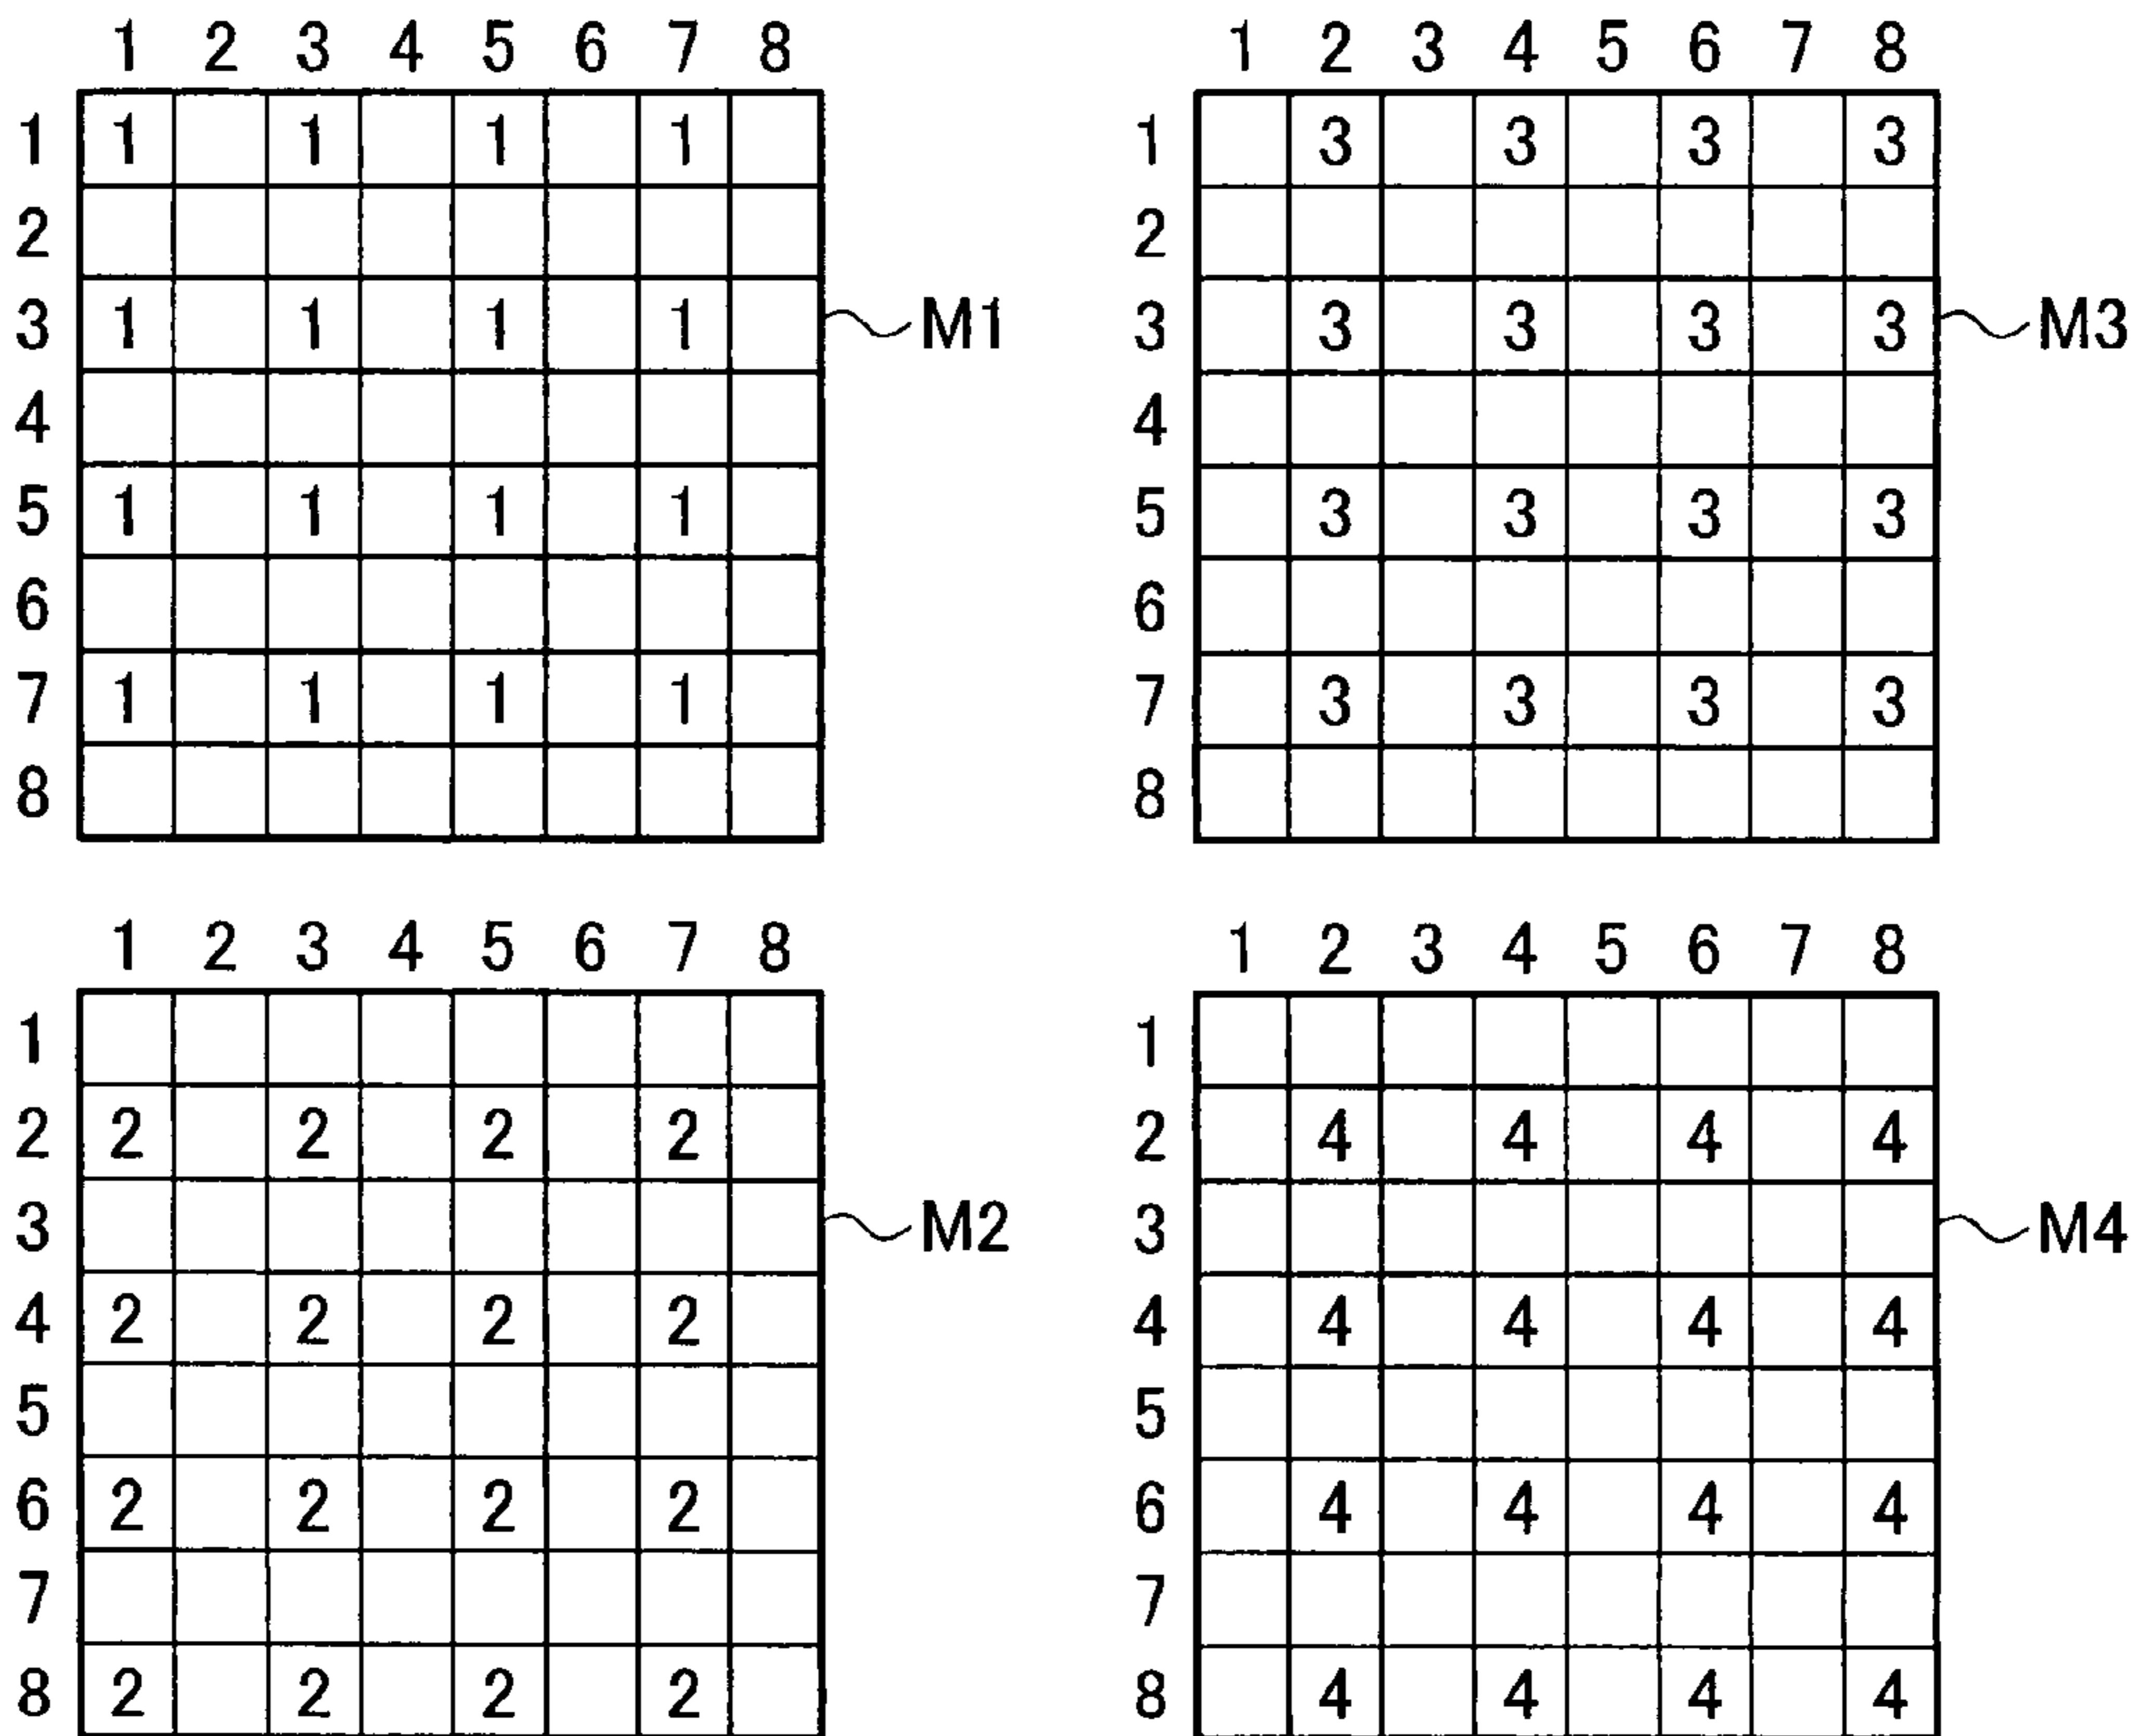 1 2 3 4 5 6 7 8
1 1 1 1 1
2
3 1 1 1 1 M1
4
5 1 1 1 1
6
7 1 1 1 1
8
1 2 3 4 5 6 7 8
1 3 3 3 3
2
3 3 3 3 3 M3
4
5 3 3 3 3
6
7 3 3 3 3
8
1 2 3 4 5 6 7 8
1
2 2 2 2 2
3 M2
4 2 2 2 2
5
6 2 2 2 2
7
8 2 2 2 2
1 2 3 4 5 6 7 8
1
2 4 4 4 4
3 M4
4 4 4 4 4
5
6 4 4 4 4
7
8 4 4 4 4